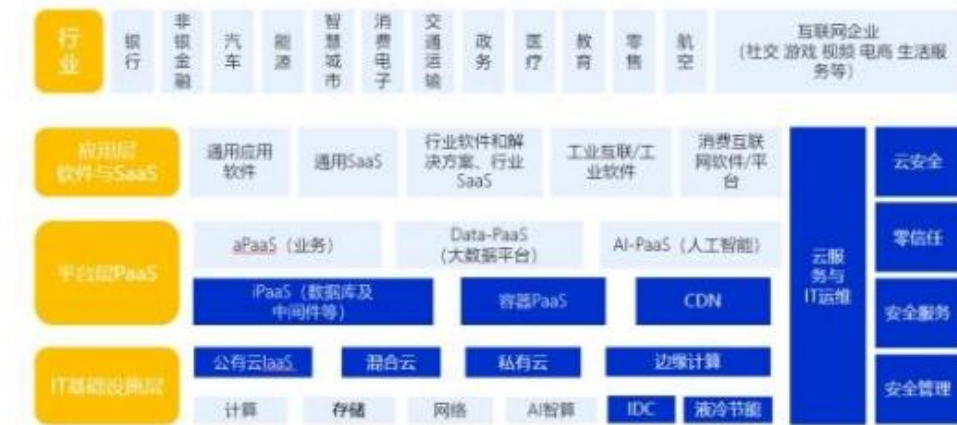 行
业
银行
非银金融
汽车
能源
智慧城市
消费电子
交通运输
政务
医疗
教育
零售
航空
互联网企业
(社交 游戏 视频 电商 生活服
务等)
应用层
软件与SaaS
通用应用
软件
通用SaaS
行业软件和解
决方案、行业
SaaS
工业互联/工
业软件
消费互联
网软件/平
台
平台层PaaS
aPaaS（业务）
Data-PaaS
（大数据平台）
AI-PaaS（人工智能）
iPaaS（数据库及
中间件等）
容器PaaS
CDN
IT基础设施层
公有云IaaS
混合云
私有云
边缘计算
计算
存储
网络
AI智算
IDC
液冷节能
云服
务与
IT运维
云安全
零信任
安全服务
安全管理